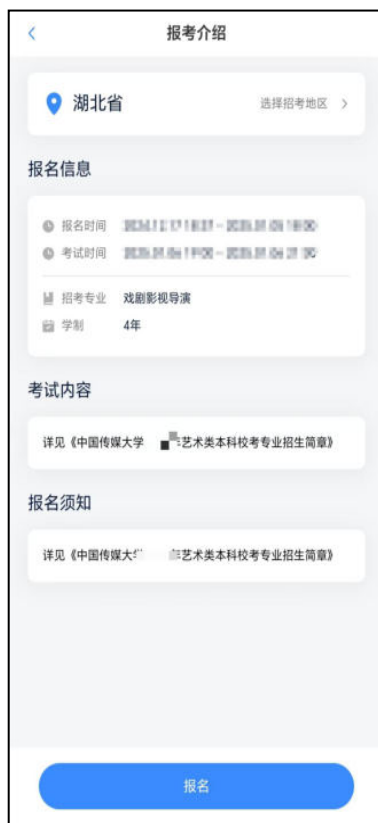 报考介绍
湖北省 选择招考地区
报名信息
报名时间
考试时间
招考专业 戏剧影视导演
学制 4年
考试内容
详见《中国传媒大学 艺术类本科校考专业招生简章》
报名须知
详见《中国传媒大 艺术类本科校考专业招生简章》
报名